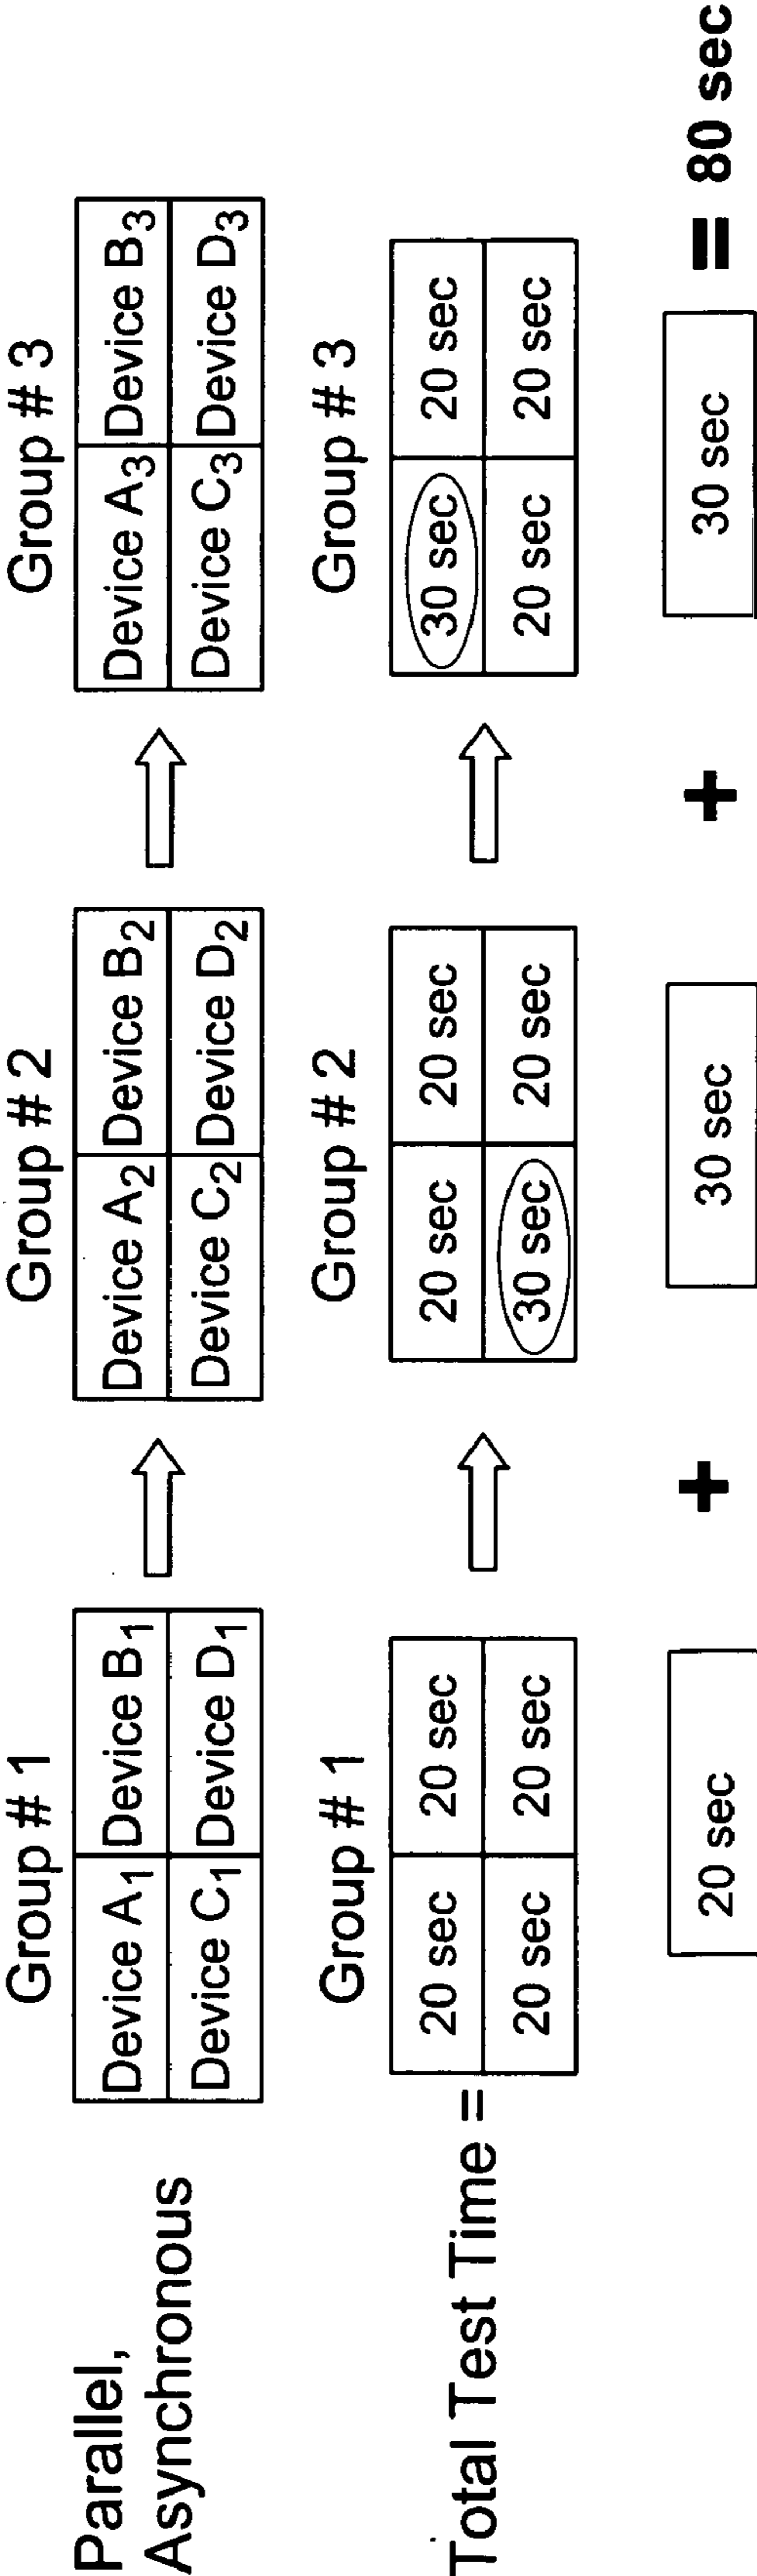 Parallel,
Asynchronous
Group # 1
Device A1 Device B1
Device C1 Device D1
Group # 2
Device A2 Device B2
Device C2 Device D2
Group # 3
Device A3 Device B3
Device C3 Device D3
Total Test Time =
Group # 1
20 sec 20 sec
20 sec 20 sec
Group # 2
20 sec 20 sec
30 sec 20 sec
Group # 3
30 sec 20 sec
20 sec 20 sec
20 sec + 30 sec + 30 sec = 80 sec